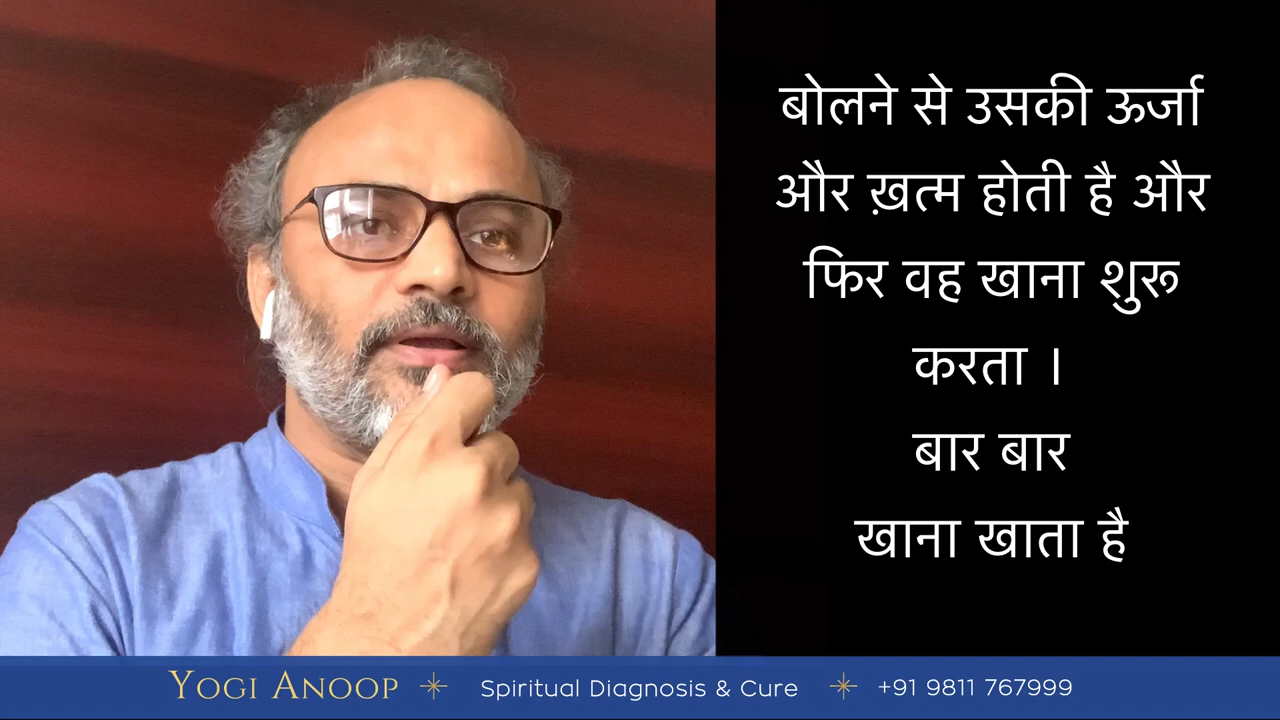 बोलने से उसकी ऊर्जा
और ख़त्म होती है और
फिर वह खाना शुरू
करता ।
बार बार
खाना खाता है
YOGI ANOOP Spiritual Diagnosis & Cure +91 9811 767999